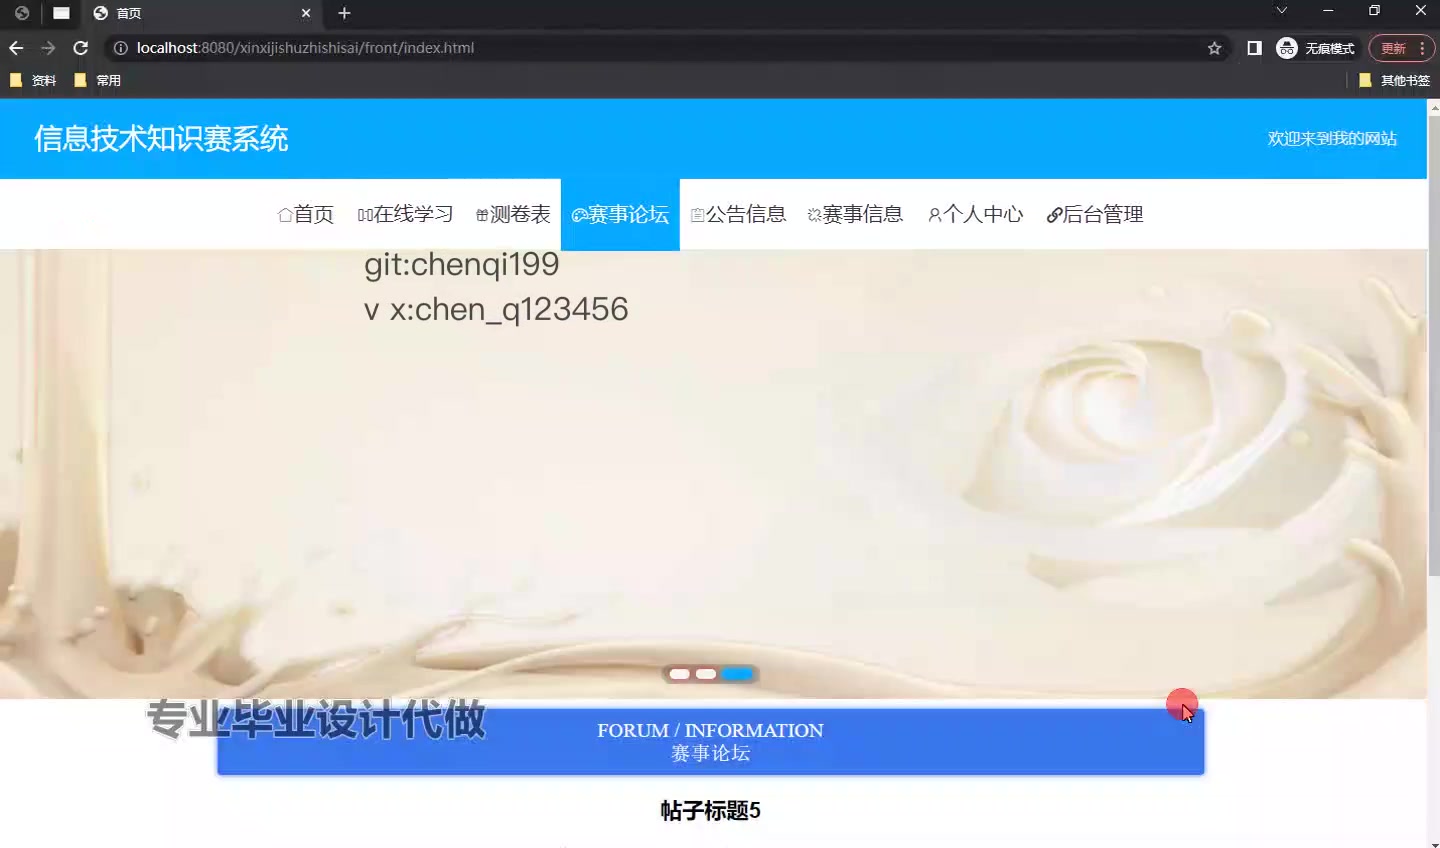 首页
localhost:8080/xinxijishuzhishisai/front/index.html
无痕模式
更新
资料
常用
其他书签
信息技术知识赛系统
欢迎来到我的网站
首页 在线学习 测卷表 赛事论坛 公告信息 赛事信息 个人中心 后台管理
git:chenqi199
v x:chen_q123456
专业毕业设计代做
FORUM / INFORMATION
赛事论坛
帖子标题5